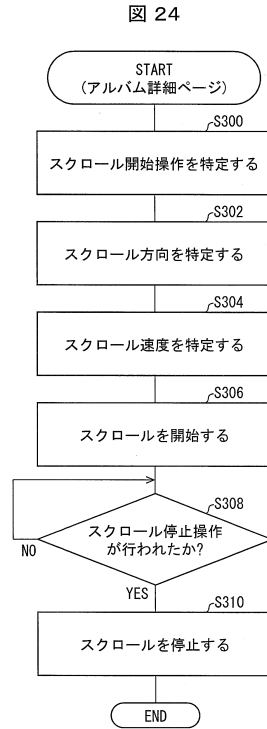 図 24
START
(アルバム詳細ページ)
S300
スクロール開始操作を特定する
S302
スクロール方向を特定する
S304
スクロール速度を特定する
S306
スクロールを開始する
S308
スクロール停止操作
が行われたか?
NO
YES
S310
スクロールを停止する
END